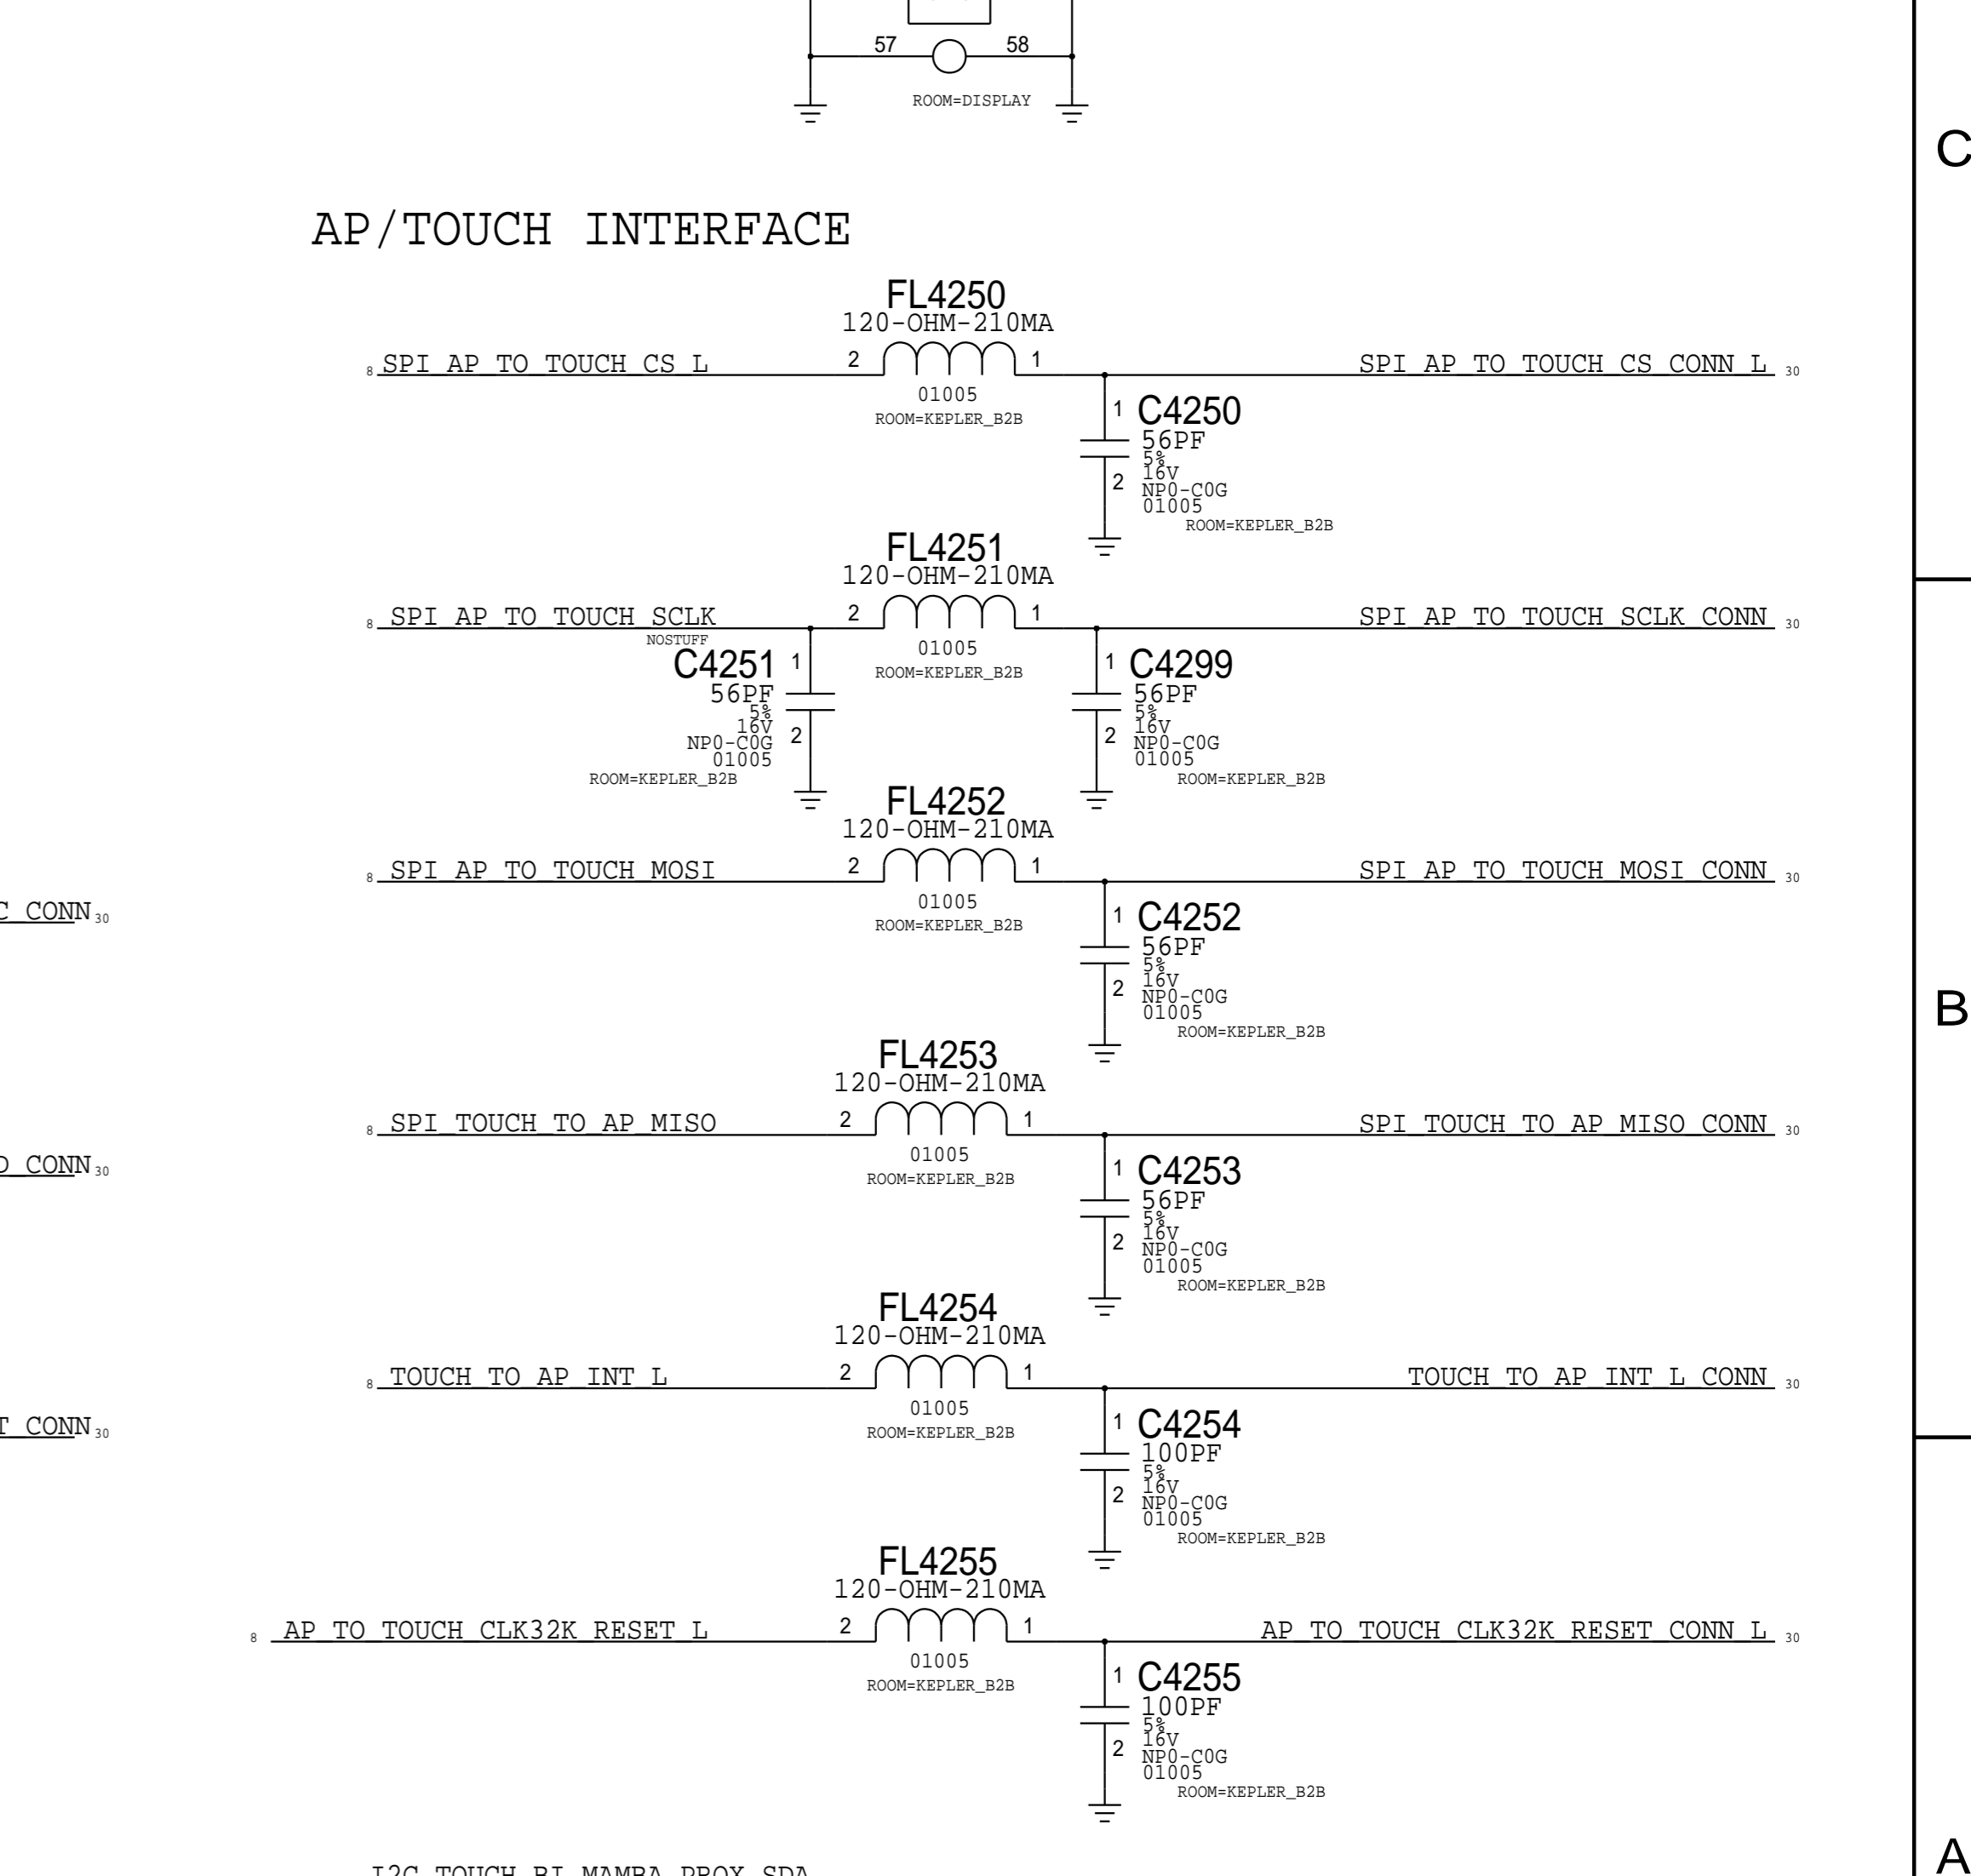 57 58
ROOM=DISPLAY
C
AP/TOUCH INTERFACE
FL4250
120-OHM-210MA
8 SPI_AP_TO_TOUCH_CS_L 2 1 SPI_AP_TO_TOUCH_CS_CONN_L 30
01005
ROOM=KEPLER_B2B
1 C4250
56PF
5%
16V
2 NP0-C0G
01005
ROOM=KEPLER_B2B
FL4251
120-OHM-210MA
8 SPI_AP_TO_TOUCH_SCLK 2 1 SPI_AP_TO_TOUCH_SCLK_CONN 30
NOSTUFF
01005
ROOM=KEPLER_B2B
C4251 1
56PF
5%
16V
NP0-C0G 2
01005
ROOM=KEPLER_B2B
1 C4299
56PF
5%
16V
2 NP0-C0G
01005
ROOM=KEPLER_B2B
FL4252
120-OHM-210MA
8 SPI_AP_TO_TOUCH_MOSI 2 1 SPI_AP_TO_TOUCH_MOSI_CONN 30
01005
ROOM=KEPLER_B2B
C_CONN 30
1 C4252
56PF
5%
16V
2 NP0-C0G
01005
ROOM=KEPLER_B2B
B
FL4253
120-OHM-210MA
8 SPI_TOUCH_TO_AP_MISO 2 1 SPI_TOUCH_TO_AP_MISO_CONN 30
01005
ROOM=KEPLER_B2B
_CONN 30
1 C4253
56PF
5%
16V
2 NP0-C0G
01005
ROOM=KEPLER_B2B
FL4254
120-OHM-210MA
8 TOUCH_TO_AP_INT_L 2 1 TOUCH_TO_AP_INT_L_CONN 30
01005
ROOM=KEPLER_B2B
T_CONN 30
1 C4254
100PF
5%
16V
2 NP0-C0G
01005
ROOM=KEPLER_B2B
FL4255
120-OHM-210MA
8 AP_TO_TOUCH_CLK32K_RESET_L 2 1 AP_TO_TOUCH_CLK32K_RESET_CONN_L 30
01005
ROOM=KEPLER_B2B
1 C4255
100PF
5%
16V
2 NP0-C0G
01005
ROOM=KEPLER_B2B
A
I2C_TOUCH_BI_MAMBA_PROX_SDA